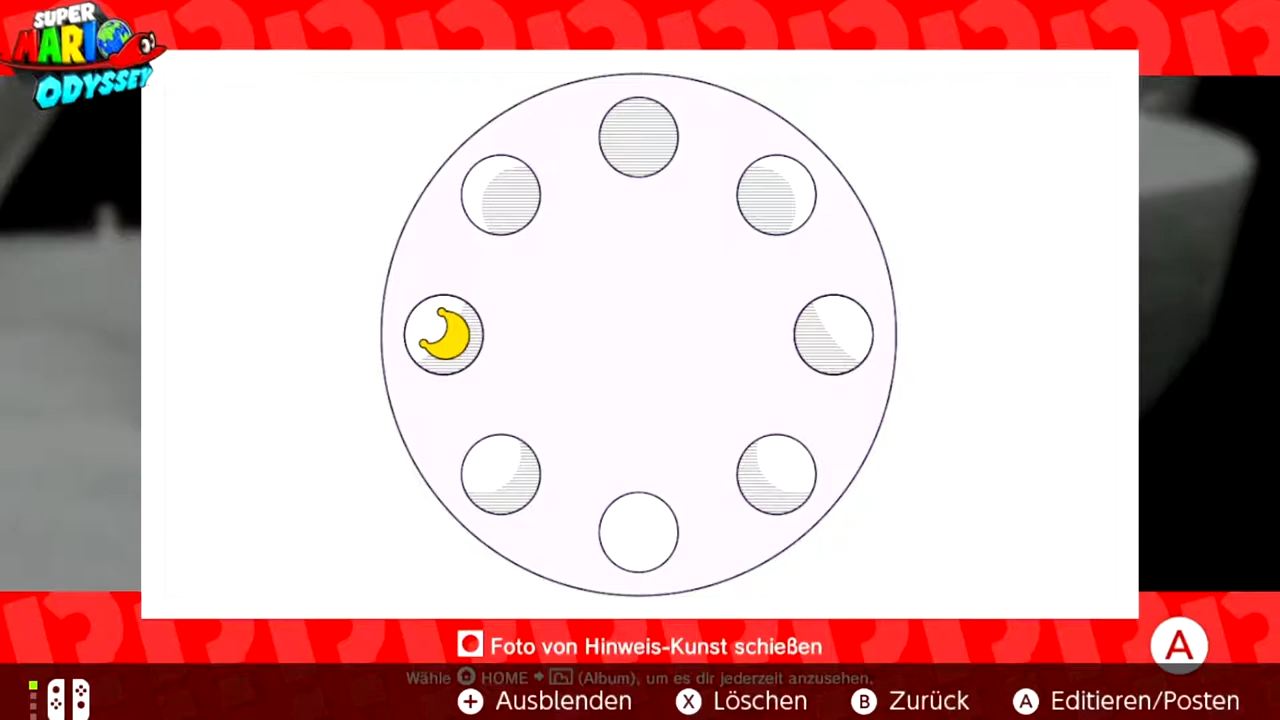 SUPER
MARIO
ODYSSEY
Foto von Hinweis-Kunst schießen
A
Wähle HOME (Album), um es dir jederzeit anzusehen.
+ Ausblenden X Löschen B Zurück A Editieren/Posten